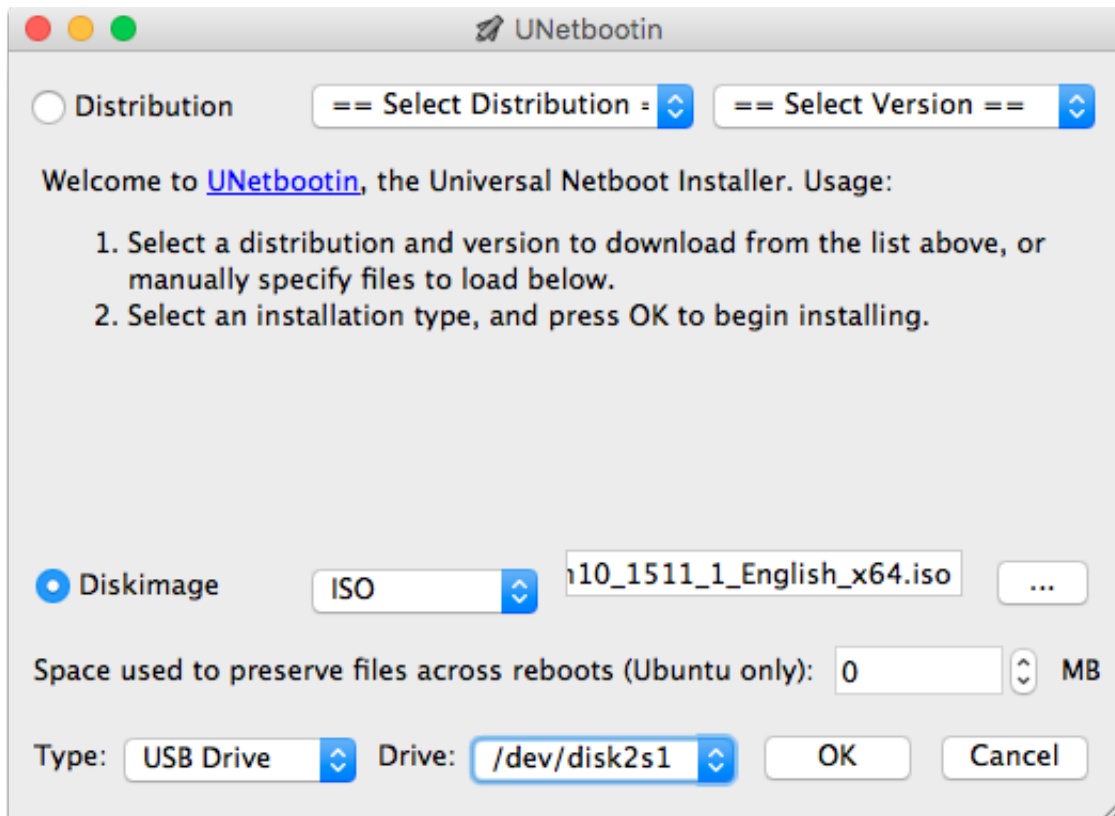 UNetbootin
Distribution == Select Distribution = == Select Version ==
Welcome to UNetbootin, the Universal Netboot Installer. Usage:
1. Select a distribution and version to download from the list above, or
manually specify files to load below.
2. Select an installation type, and press OK to begin installing.
Diskimage ISO 10_1511_1_English_x64.iso ...
Space used to preserve files across reboots (Ubuntu only): 0 MB
Type: USB Drive Drive: /dev/disk2s1 OK Cancel